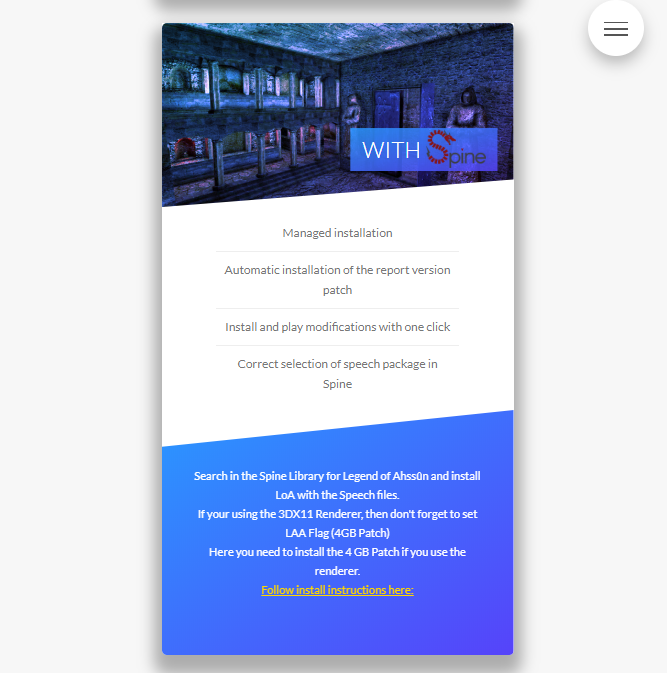 WITH Spine
Managed installation
Automatic installation of the report version
patch
Install and play modifications with one click
Correct selection of speech package in
Spine
Search in the Spine Library for Legend of Ahssûn and install
LoA with the Speech files.
If your using the 3DX11 Renderer, then don't forget to set
LAA Flag (4GB Patch)
Here you need to install the 4 GB Patch if you use the
renderer.
Follow install instructions here: